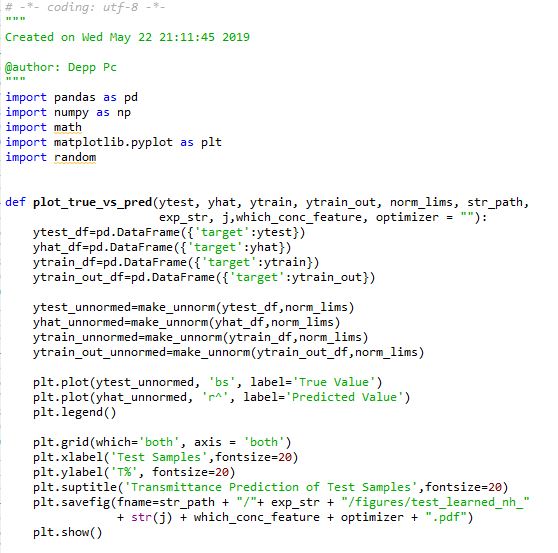 # -*- coding: utf-8 -*-
"""
Created on Wed May 22 21:11:45 2019
@author: Depp Pc
"""
import pandas as pd
import numpy as np
import math
import matplotlib.pyplot as plt
import random
def plot_true_vs_pred(ytest, yhat, ytrain, ytrain_out, norm_lims, str_path,
                      exp_str, j,which_conc_feature, optimizer = ""):
    ytest_df=pd.DataFrame({'target':ytest})
    yhat_df=pd.DataFrame({'target':yhat})
    ytrain_df=pd.DataFrame({'target':ytrain})
    ytrain_out_df=pd.DataFrame({'target':ytrain_out})
    ytest_unnormed=make_unnorm(ytest_df,norm_lims)
    yhat_unnormed=make_unnorm(yhat_df,norm_lims)
    ytrain_unnormed=make_unnorm(ytrain_df,norm_lims)
    ytrain_out_unnormed=make_unnorm(ytrain_out_df,norm_lims)
    plt.plot(ytest_unnormed, 'bs', label='True Value')
    plt.plot(yhat_unnormed, 'r^', label='Predicted Value')
    plt.legend()
    plt.grid(which='both', axis = 'both')
    plt.xlabel('Test Samples',fontsize=20)
    plt.ylabel('T%', fontsize=20)
    plt.suptitle('Transmittance Prediction of Test Samples',fontsize=20)
    plt.savefig(fname=str_path + "/"+ exp_str + "/figures/test_learned_nh_"
                + str(j) + which_conc_feature + optimizer + ".pdf")
    plt.show()